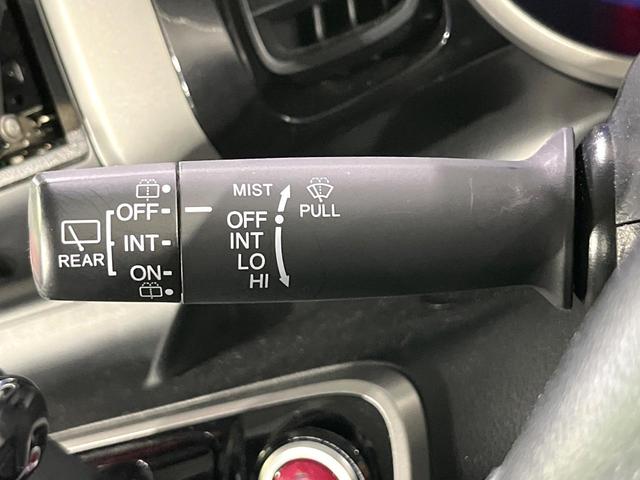 OFF
INT
REAR
ON
MIST
OFF
INT
LO
HI
PULL